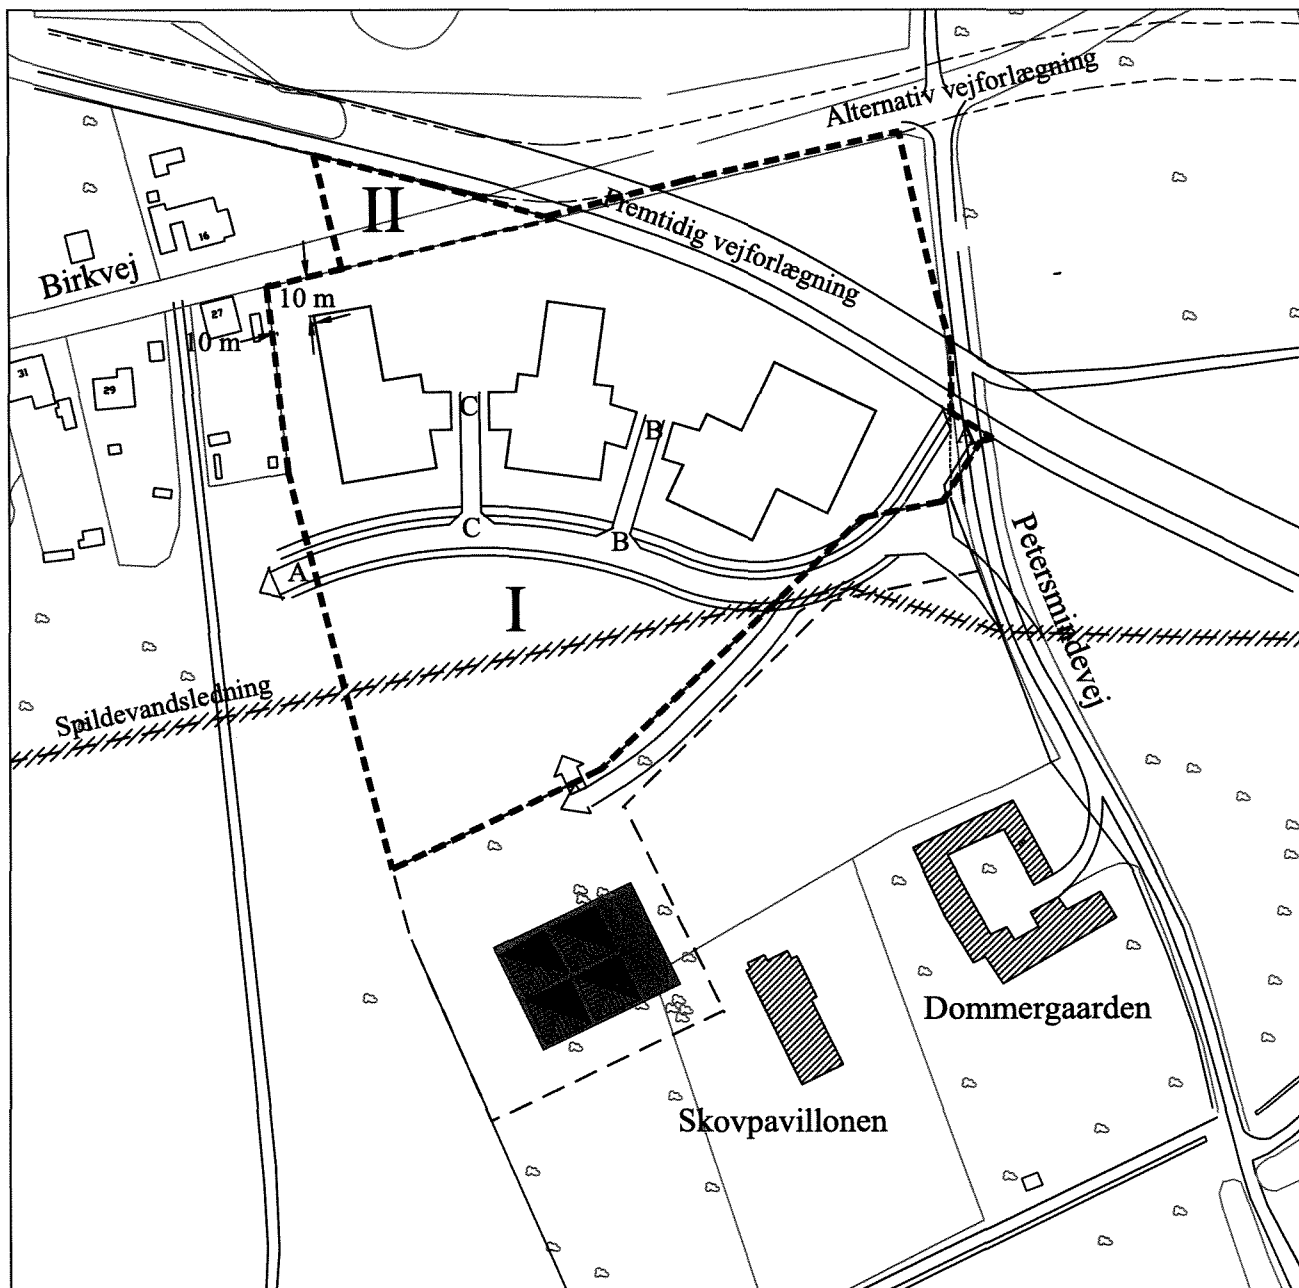 Alternativ vejforlægning
II
Fremtidig vejforlægning
16
Birkvej
10 m
27
10 m
31
29
C
B
A
C
B
A
I
Petersmindevej
Spildevandsledning
Dommergaarden
Skovpavillonen